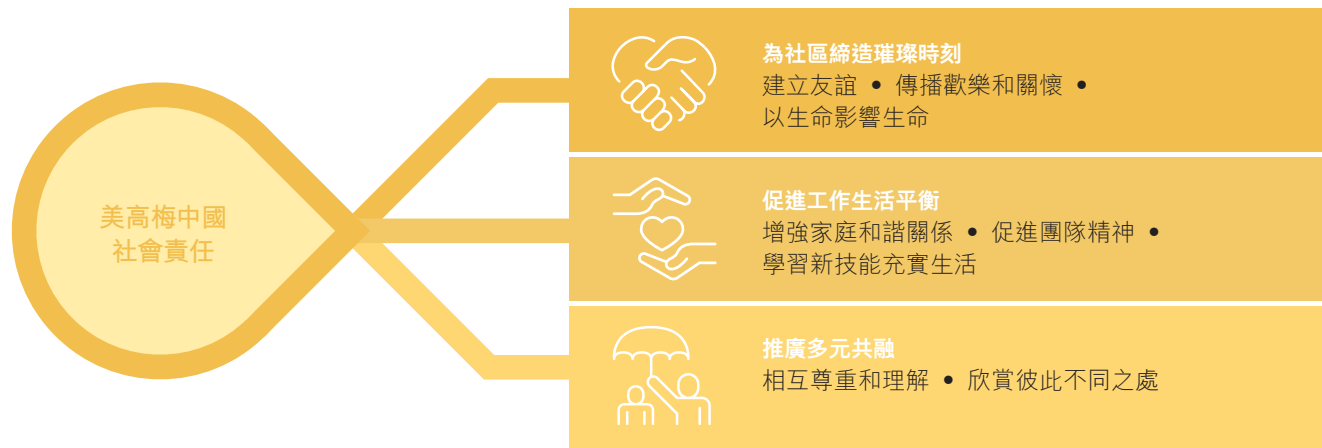 美高梅中國
社會責任
為社區締造璀璨時刻
建立友誼 • 傳播歡樂和關懷 •
以生命影響生命
促進工作生活平衡
增強家庭和諧關係 • 促進團隊精神 •
學習新技能充實生活
推廣多元共融
相互尊重和理解 • 欣賞彼此不同之處